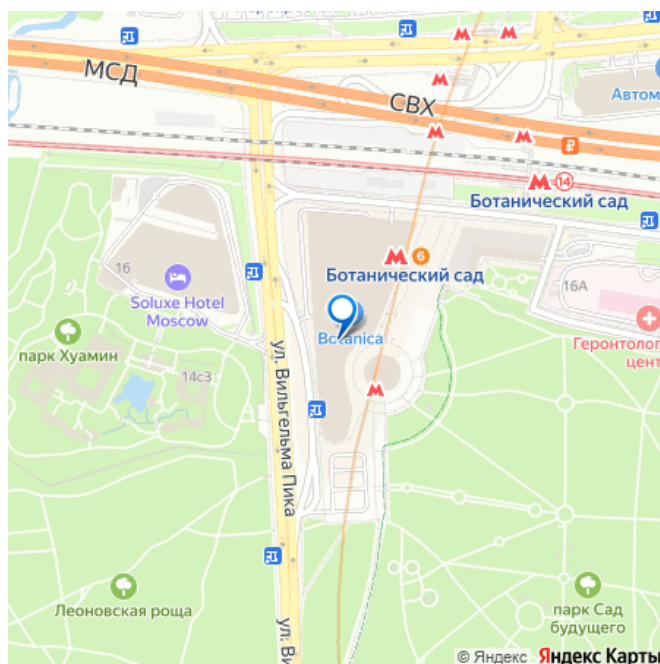 МСД
СВХ
Автом
14
Ботанический сад
6
Ботанический сад
16
Soluxe Hotel
Moscow
16А
Botanica
Геронтолог
цент
парк Хуамин
14с3
ул. Вильгельма Пика
Леоновская роща
парк Сад
будущего
ул. Ви
© Яндекс Яндекс Карты